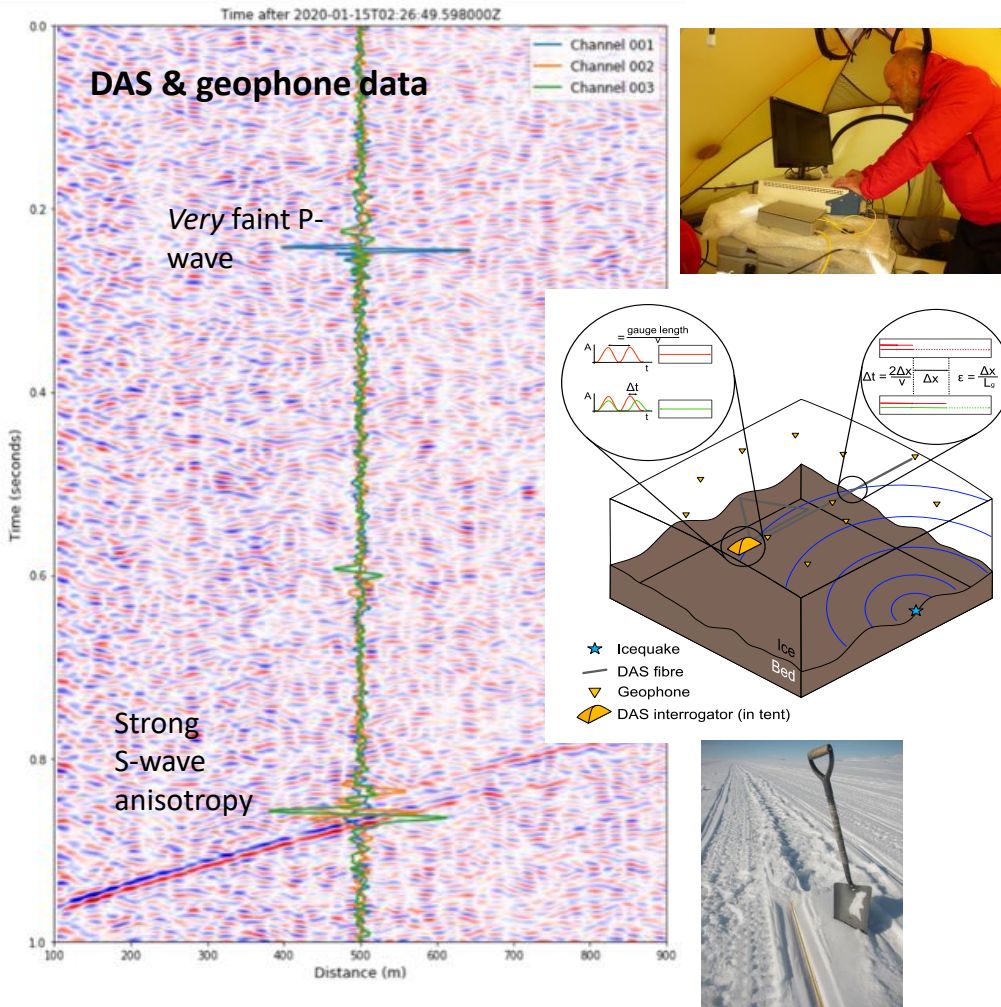 Time after 2020-01-15T02:26:49.598000Z
DAS & geophone data
Channel 001
Channel 002
Channel 003
Very faint P-
wave
Strong
S-wave
anisotropy
Time (seconds)
0.0
0.2
0.4
0.6
0.8
1.0
100 200 300 400 500 600 700 800 900
Distance (m)
= gauge length
v
A
t
Δt
A
t
Δt = 2Δx
v
Δx
ε = Δx
Lg
Ice
Bed
Icequake
DAS fibre
Geophone
DAS interrogator (in tent)